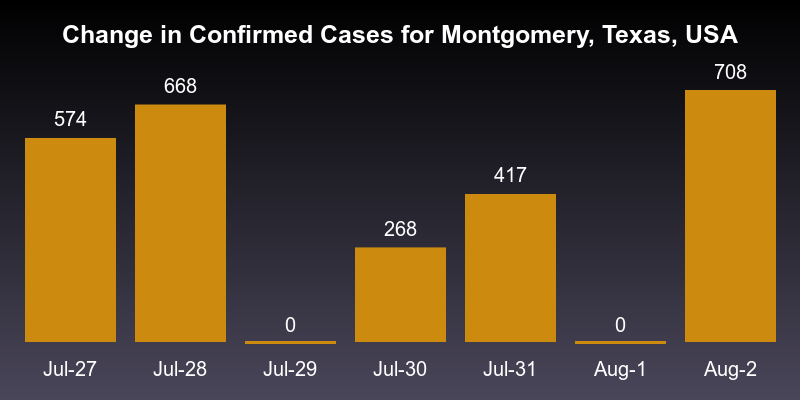 Change in Confirmed Cases for Montgomery, Texas, USA
574
668
0
268
417
0
708
Jul-27
Jul-28
Jul-29
Jul-30
Jul-31
Aug-1
Aug-2